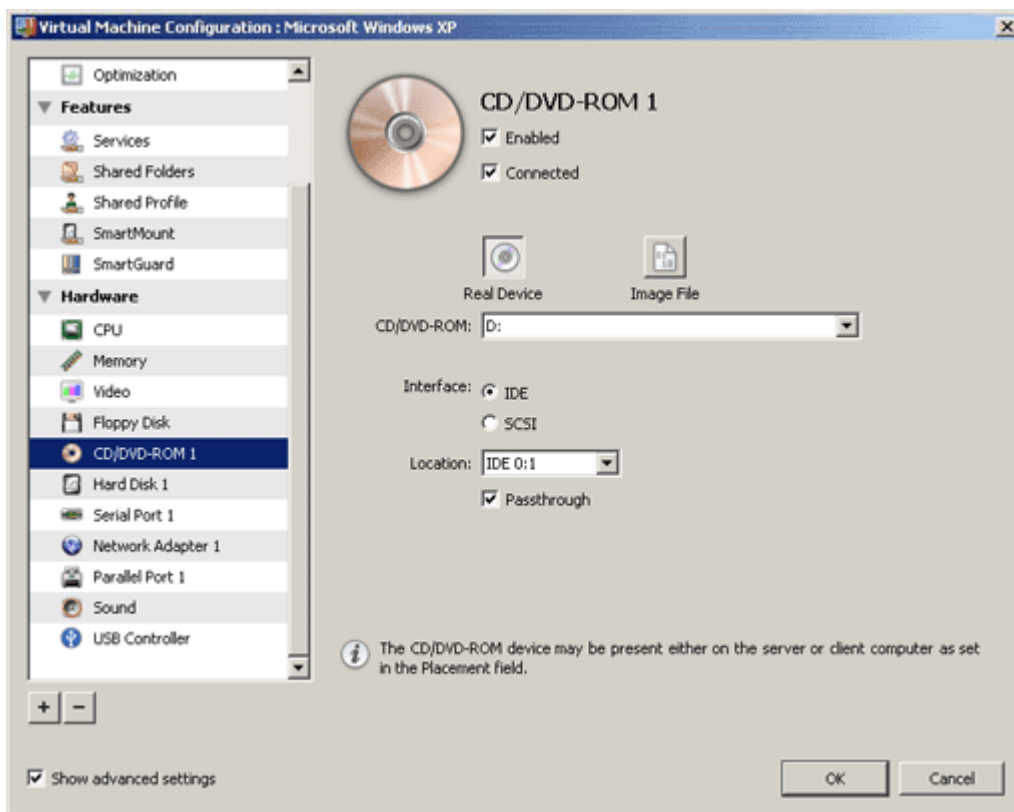 Virtual Machine Configuration : Microsoft Windows XP
Optimization
Features
Services
Shared Folders
Shared Profile
SmartMount
SmartGuard
Hardware
CPU
Memory
Video
Floppy Disk
CD/DVD-ROM 1
Hard Disk 1
Serial Port 1
Network Adapter 1
Parallel Port 1
Sound
USB Controller
CD/DVD-ROM 1
Enabled
Connected
Real Device
Image File
CD/DVD-ROM: D:
Interface: IDE
SCSI
Location: IDE 0:1
Passthrough
The CD/DVD-ROM device may be present either on the server or client computer as set
in the Placement field.
Show advanced settings
OK
Cancel